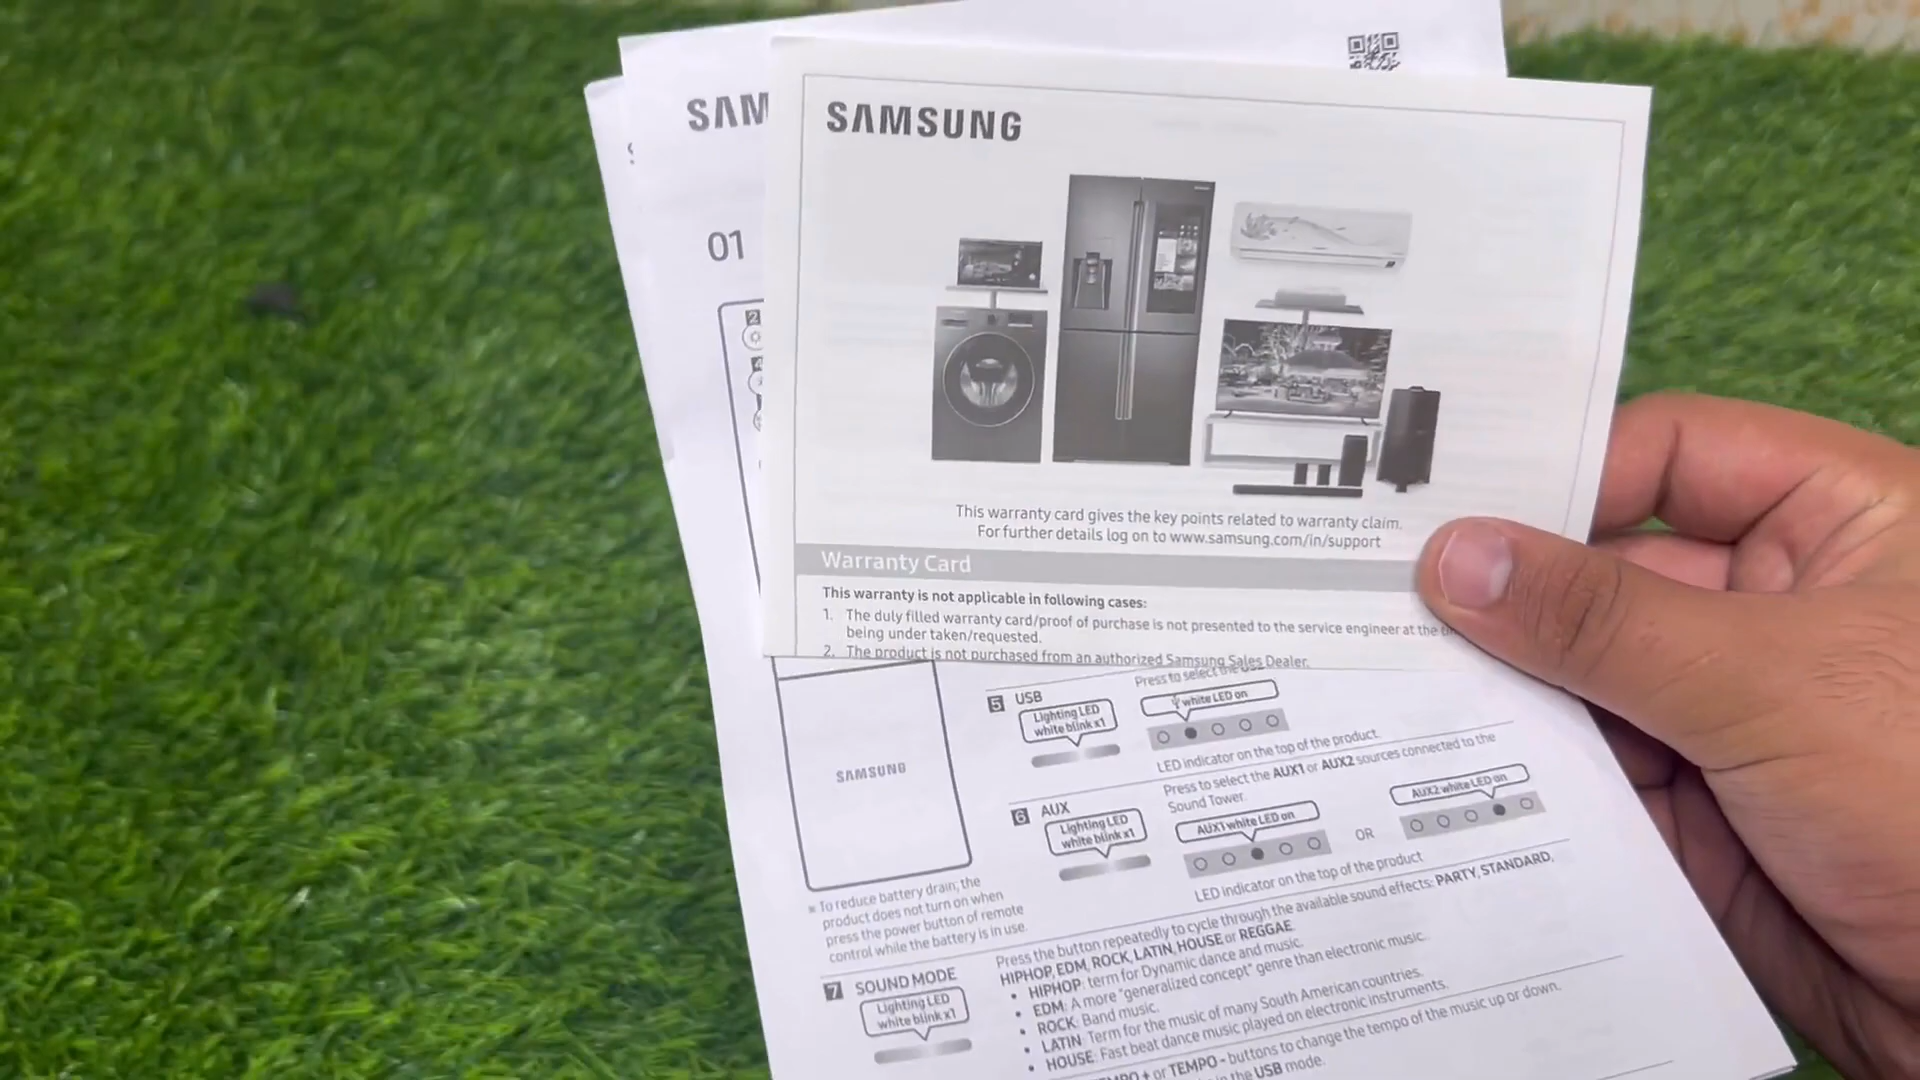 SAM
SAMSUNG
01
2
This warranty card gives the key points related to warranty claim.
For further details log on to www.samsung.com/in/support
Warranty Card
This warranty is not applicable in following cases:
1. The duly filled warranty card/proof of purchase is not presented to the service engineer at the
being under taken/requested.
2. The product is not purchased from an authorized Samsung Sales Dealer.
Press to select the USB
5 USB
Lighting LED
white blink x1
white LED on
LED indicator on the top of the product.
SAMSUNG
6 AUX
Press to select the AUX1 or AUX2 sources connected to the
Sound Tower.
Lighting LED
white blink x1
AUX1 white LED on
OR
AUX2 white LED on
LED indicator on the top of the product
※ To reduce battery drain, the
product does not turn on when
press the power button of remote
control while the battery is in use.
7 SOUND MODE
Lighting LED
white blink x1
Press the button repeatedly to cycle through the available sound effects: PARTY, STANDARD,
HIPHOP, EDM, ROCK, LATIN, HOUSE or REGGAE.
• HIPHOP: term for Dynamic dance and music.
• EDM: A more "generalized concept" genre than electronic music.
• ROCK: Band music.
• LATIN: Term for the music of many South American countries.
• HOUSE: Fast beat dance music played on electronic instruments.
MPO + or TEMPO - buttons to change the tempo of the music up or down.
in the USB mode.